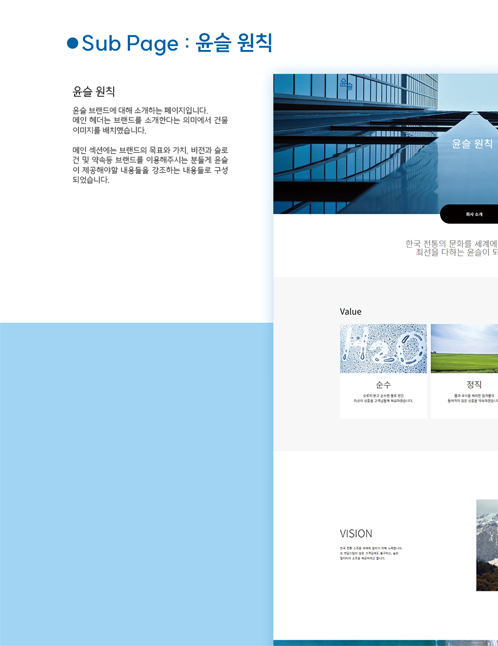 Sub Page : 윤슬 원칙
윤슬 원칙
윤슬 브랜드에 대해 소개하는 페이지입니다.
메인 헤더는 브랜드를 소개한다는 의미에서 건물
이미지를 배치했습니다.
메인 섹션에는 브랜드의 목표와 가치, 비전과 슬로
건 및 약속등 브랜드를 이용해주시는 분들게 윤슬
이 제공해야할 내용들을 강조하는 내용들로 구성
되었습니다.
윤슬
윤슬 원칙
회사 소개
한국 전통의 문화를 세계에
최선을 다하는 윤슬이 되
Value
H2O
순수
정직
VISION